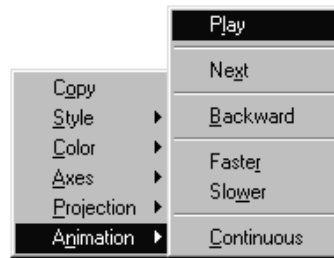 Copy
Style
Color
Axes
Projection
Animation
Play
Next
Backward
Faster
Slower
Continuous